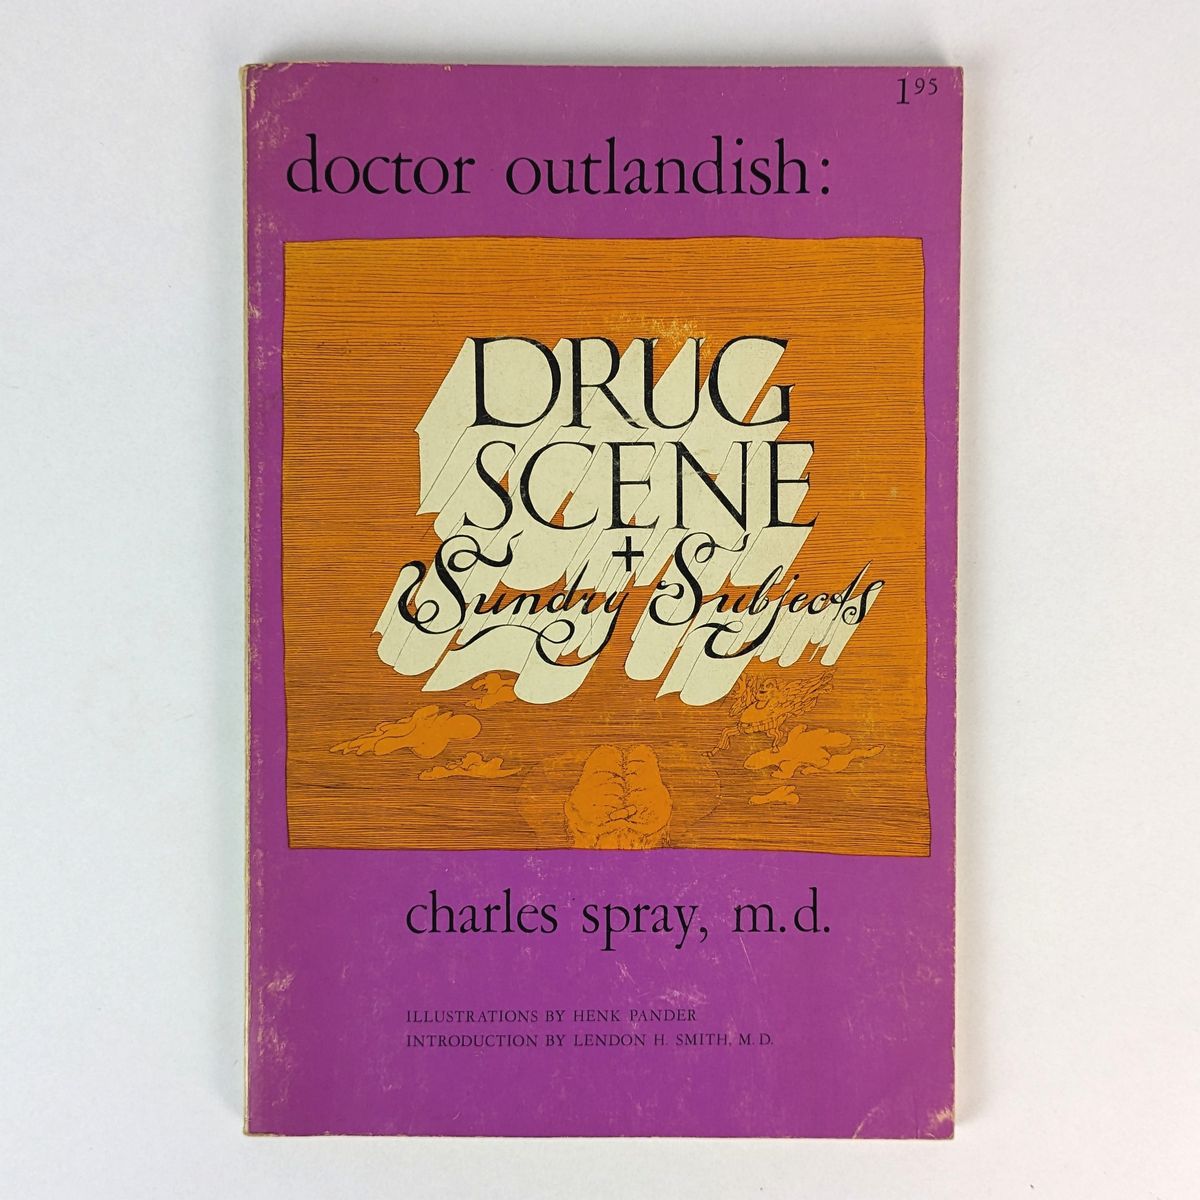 1 95
doctor outlandish:
DRUG
SCENE
+
Sundry Subjects
charles spray, m.d.
ILLUSTRATIONS BY HENK PANDER
INTRODUCTION BY LENDON H. SMITH, M.D.